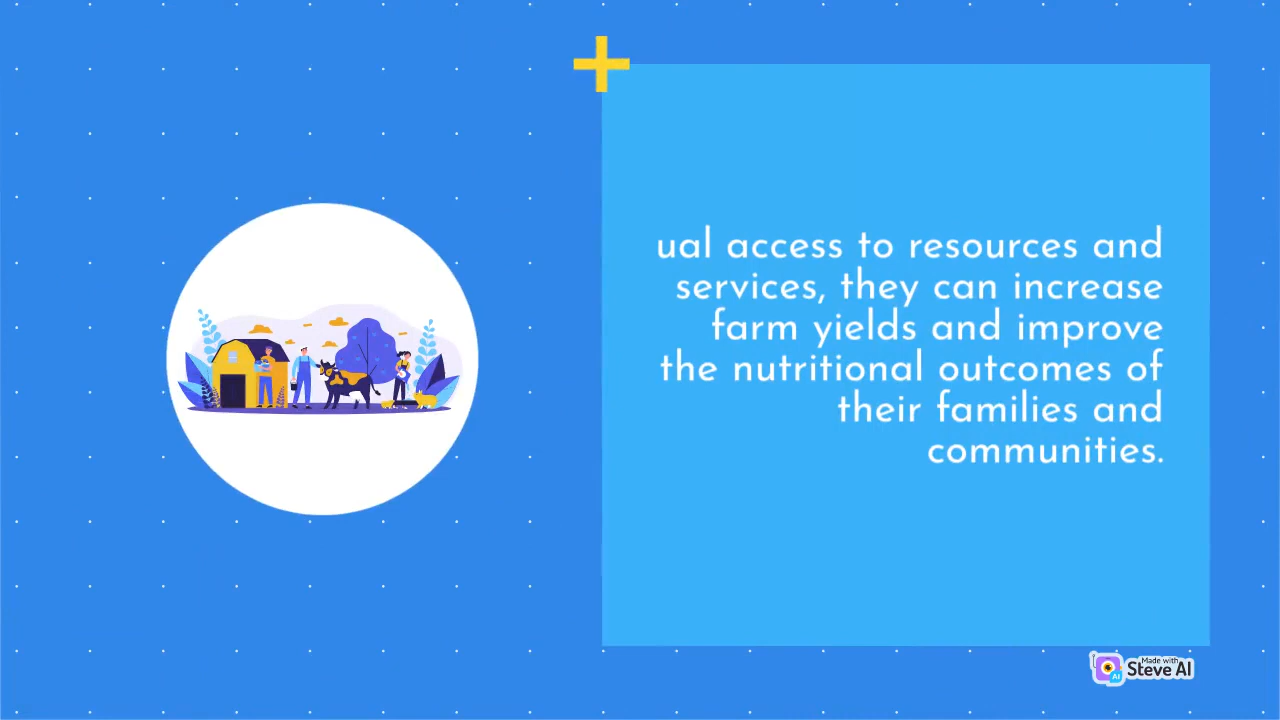 ual access to resources and
services, they can increase
farm yields and improve
the nutritional outcomes of
their families and
communities.
Made with
Steve AI
AI